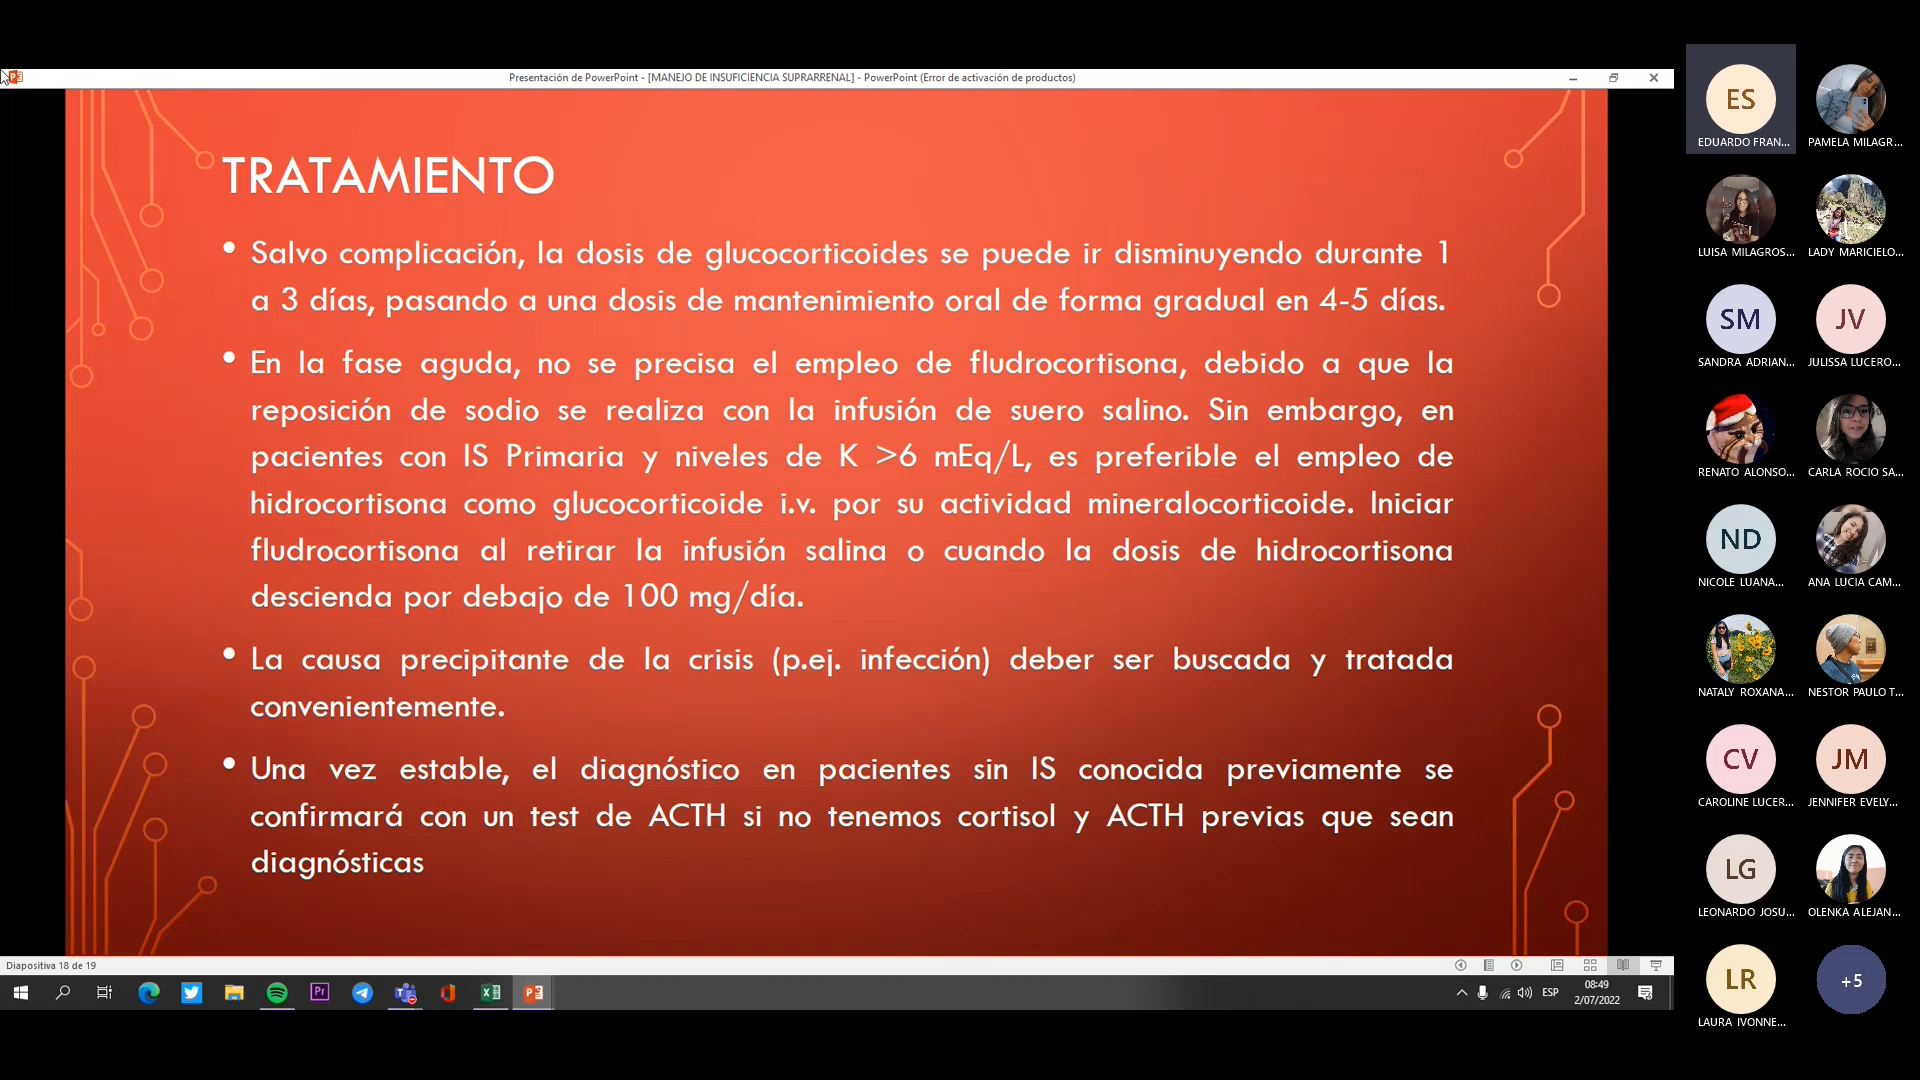 Presentación de PowerPoint - [MANEJO DE INSUFICIENCIA SUPRARRENAL] - PowerPoint (Error de activación de productos)
TRATAMIENTO
• Salvo complicación, la dosis de glucocorticoides se puede ir disminuyendo durante 1
a 3 días, pasando a una dosis de mantenimiento oral de forma gradual en 4-5 días.
• En la fase aguda, no se precisa el empleo de fludrocortisona, debido a que la
reposición de sodio se realiza con la infusión de suero salino. Sin embargo, en
pacientes con IS Primaria y niveles de K >6 mEq/L, es preferible el empleo de
hidrocortisona como glucocorticoide i.v. por su actividad mineralocorticoide. Iniciar
fludrocortisona al retirar la infusión salina o cuando la dosis de hidrocortisona
descienda por debajo de 100 mg/día.
• La causa precipitante de la crisis (p.ej. infección) deber ser buscada y tratada
convenientemente.
• Una vez estable, el diagnóstico en pacientes sin IS conocida previamente se
confirmará con un test de ACTH si no tenemos cortisol y ACTH previas que sean
diagnósticas
Diapositiva 18 de 19
Pr
ESP
08:49
2/07/2022
ES
EDUARDO FRAN...
PAMELA MILAGR...
LUISA MILAGROS...
LADY MARICIELO...
SM
JV
SANDRA ADRIAN...
JULISSA LUCERO...
RENATO ALONSO...
CARLA ROCIO SA...
ND
NICOLE LUANA...
ANA LUCIA CAM...
NATALY ROXANA...
NESTOR PAULO T...
CV
JM
CAROLINE LUCER...
JENNIFER EVELY...
LG
LEONARDO JOSU...
OLENKA ALEJAN...
LR
+5
LAURA IVONNE...